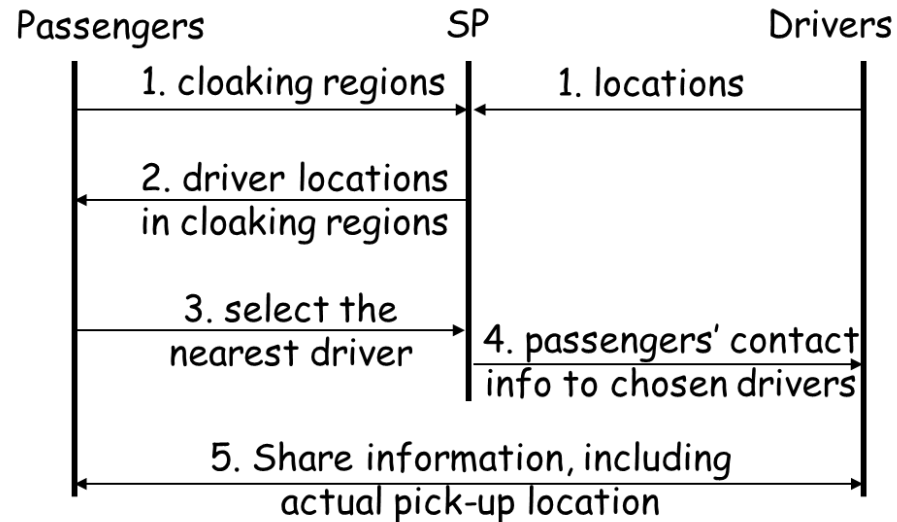 Passengers SP Drivers
1. cloaking regions
1. locations
2. driver locations
in cloaking regions
3. select the
nearest driver
4. passengers' contact
info to chosen drivers
5. Share information, including
actual pick-up location